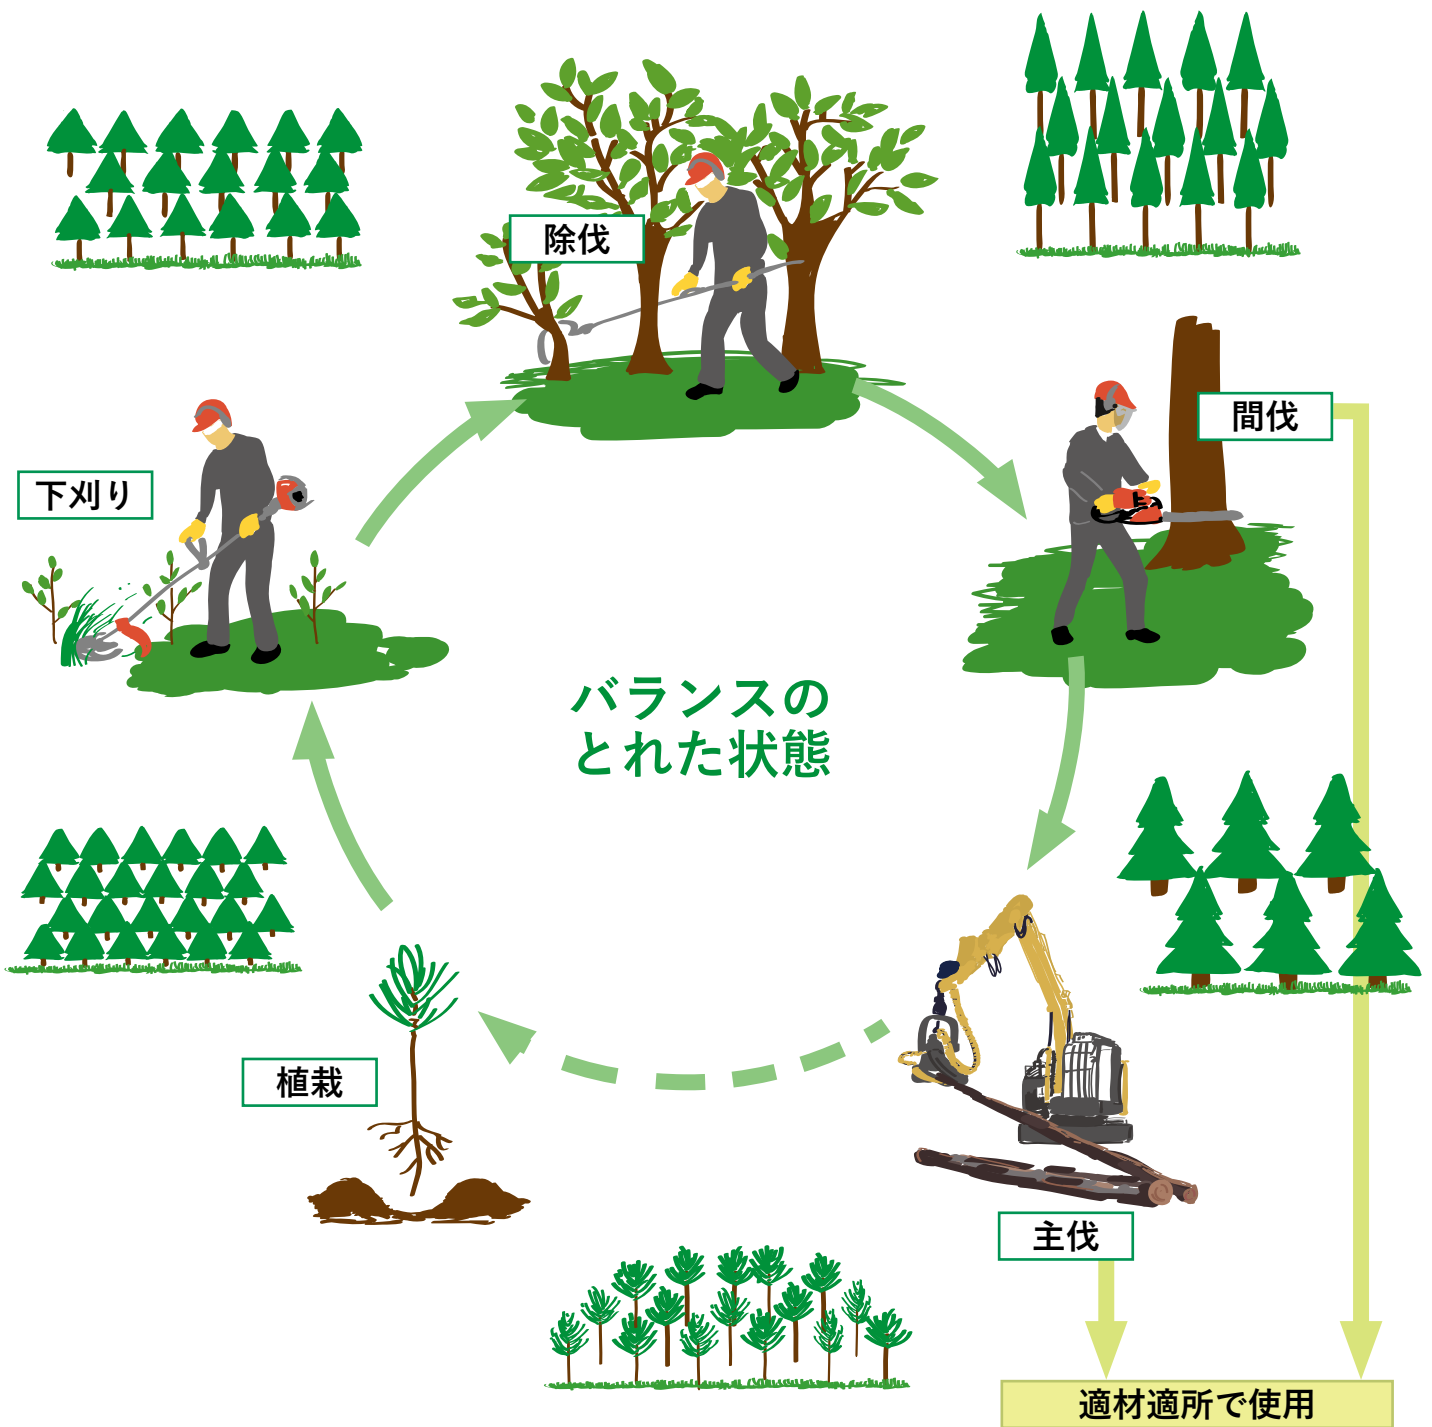 除伐
間伐
下刈り
バランスの
とれた状態
植栽
主伐
適材適所で使用